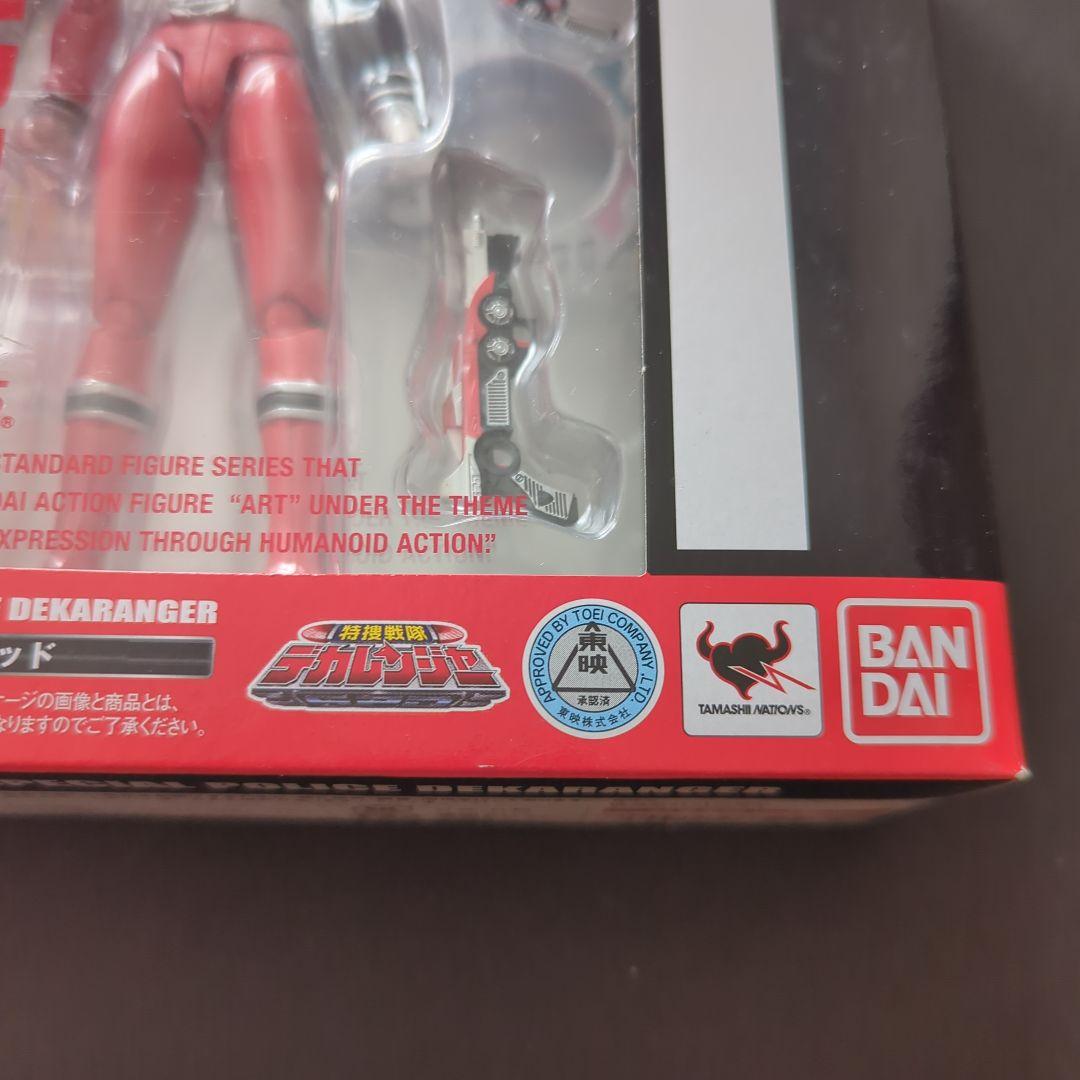 ®
STANDARD FIGURE SERIES THAT
DAI ACTION FIGURE “ART” UNDER THE THEME
XPRESSION THROUGH HUMANOID ACTION.”
DEKARANGER
ッド
ージの画像と商品とは、
なりますのでご了承ください。
特捜戦隊
デカレンジャー
APPROVED BY TOEI COMPANY, LTD.
東映
承認済
東映株式会社
TAMASHII NATIONS®
BAN
DAI
POLICE DEKARANGER